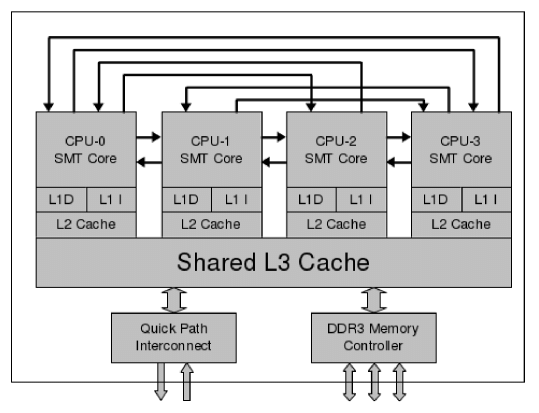 CPU-0
SMT Core
CPU-1
SMT Core
CPU-2
SMT Core
CPU-3
SMT Core
L1D
L1 I
L1D
L1 I
L1D
L1 I
L1D
L1 I
L2 Cache
L2 Cache
L2 Cache
L2 Cache
Shared L3 Cache
Quick Path
Interconnect
DDR3 Memory
Controller